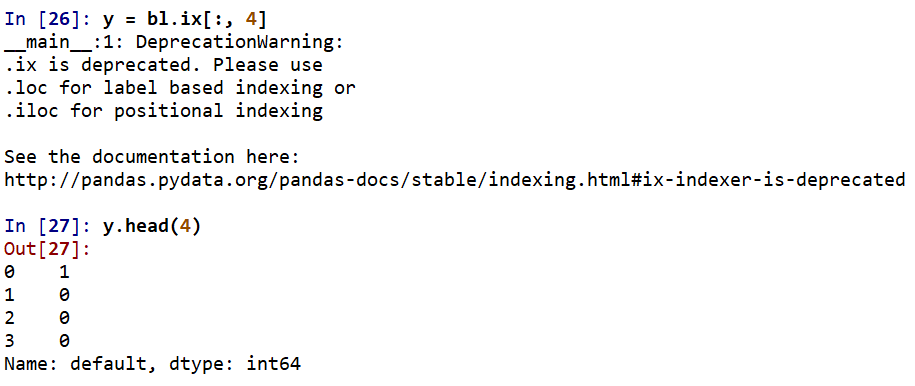 In [26]: y = bl.ix[:, 4]
__main__:1: DeprecationWarning:
.ix is deprecated. Please use
.loc for label based indexing or
.iloc for positional indexing
See the documentation here:
http://pandas.pydata.org/pandas-docs/stable/indexing.html#ix-indexer-is-deprecated
In [27]: y.head(4)
Out[27]:
0    1
1    0
2    0
3    0
Name: default, dtype: int64